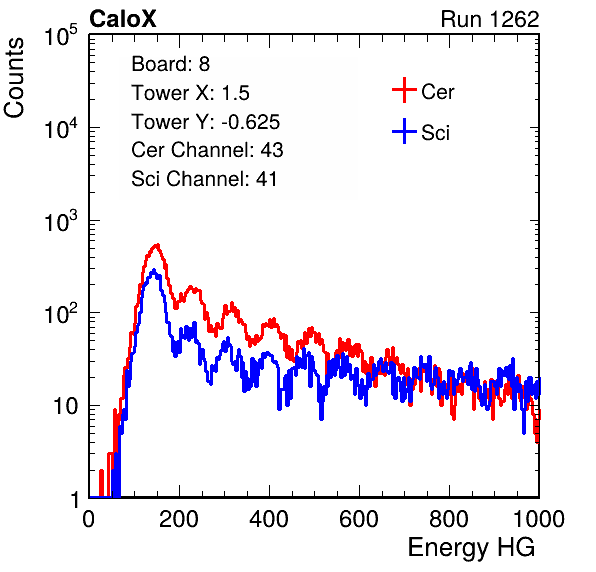 CaloX Run 1262
Counts
Board: 8
Tower X: 1.5
Tower Y: -0.625
Cer Channel: 43
Sci Channel: 41
Cer
Sci
10^5
10^4
10^3
10^2
10
1
0 200 400 600 800 1000
Energy HG